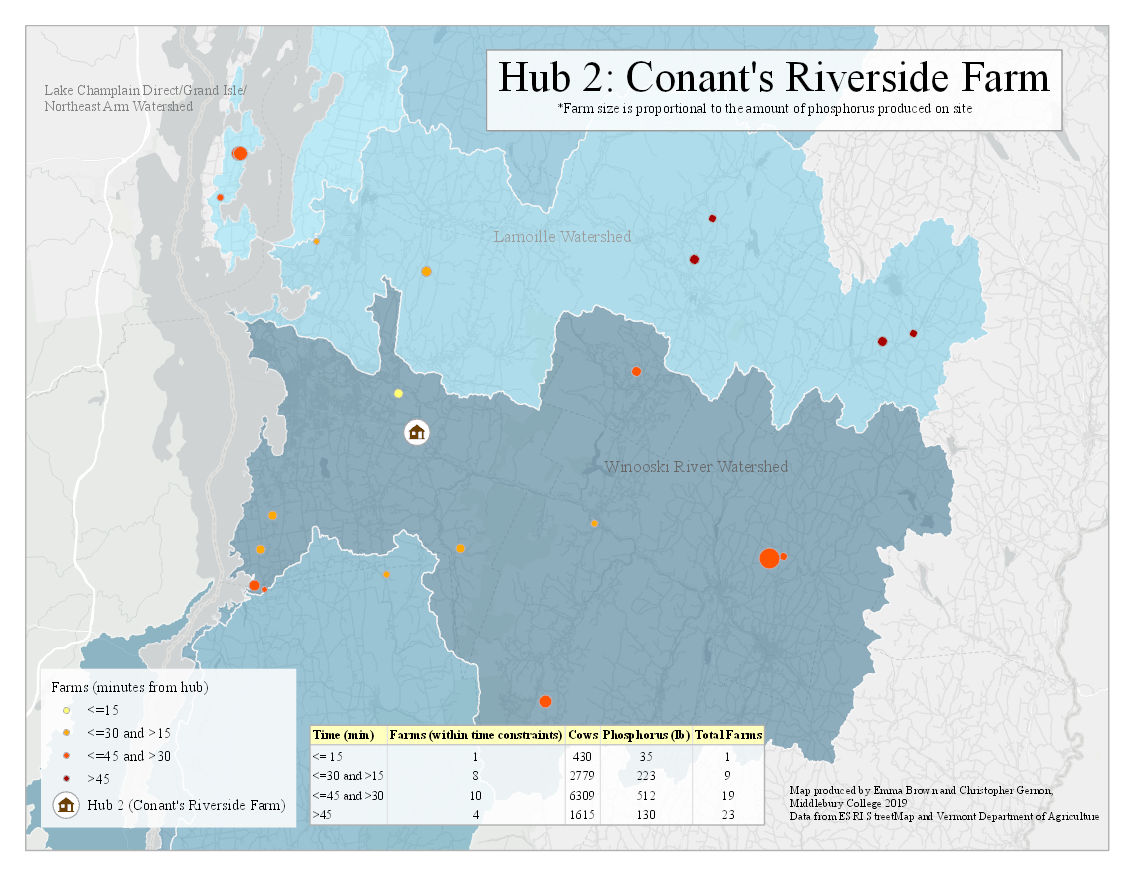 Hub 2: Conant's Riverside Farm
*Farm size is proportional to the amount of phosphorus produced on site
Lake Champlain Direct/Grand Isle/
Northeast Arm Watershed
Lamoille Watershed
Winooski River Watershed
Farms (minutes from hub)
<=15
<=30 and >15
<=45 and >30
>45
Hub 2 (Conant's Riverside Farm)
Time (min) Farms (within time constraints) Cows Phosphorus (lb) Total Farms
<= 15 1 430 35 1
<=30 and >15 8 2779 223 9
<=45 and >30 10 6309 512 19
>45 4 1615 130 23
Map produced by Emma Brown and Christopher Gernon,
Middlebury College 2019
Data from ESRI StreetMap and Vermont Department of Agriculture